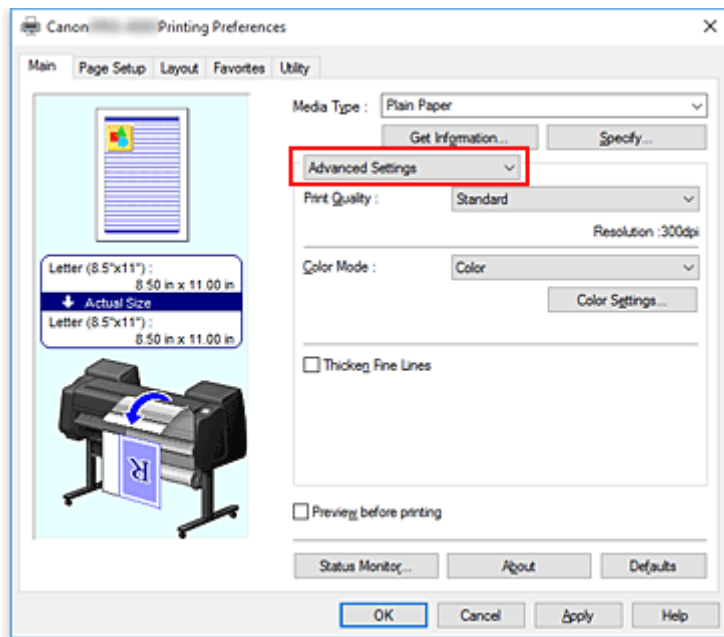 Canon Printing Preferences
Main Page Setup Layout Favorites Utility
Media Type : Plain Paper
Get Information... Specify...
Advanced Settings
Print Quality : Standard
Resolution :300dpi
Color Mode : Color
Color Settings...
Thicken Fine Lines
Letter (8.5"x11") :
8.50 in x 11.00 in
Actual Size
Letter (8.5"x11") :
8.50 in x 11.00 in
R
Preview before printing
Status Monitor... About Defaults
OK Cancel Apply Help